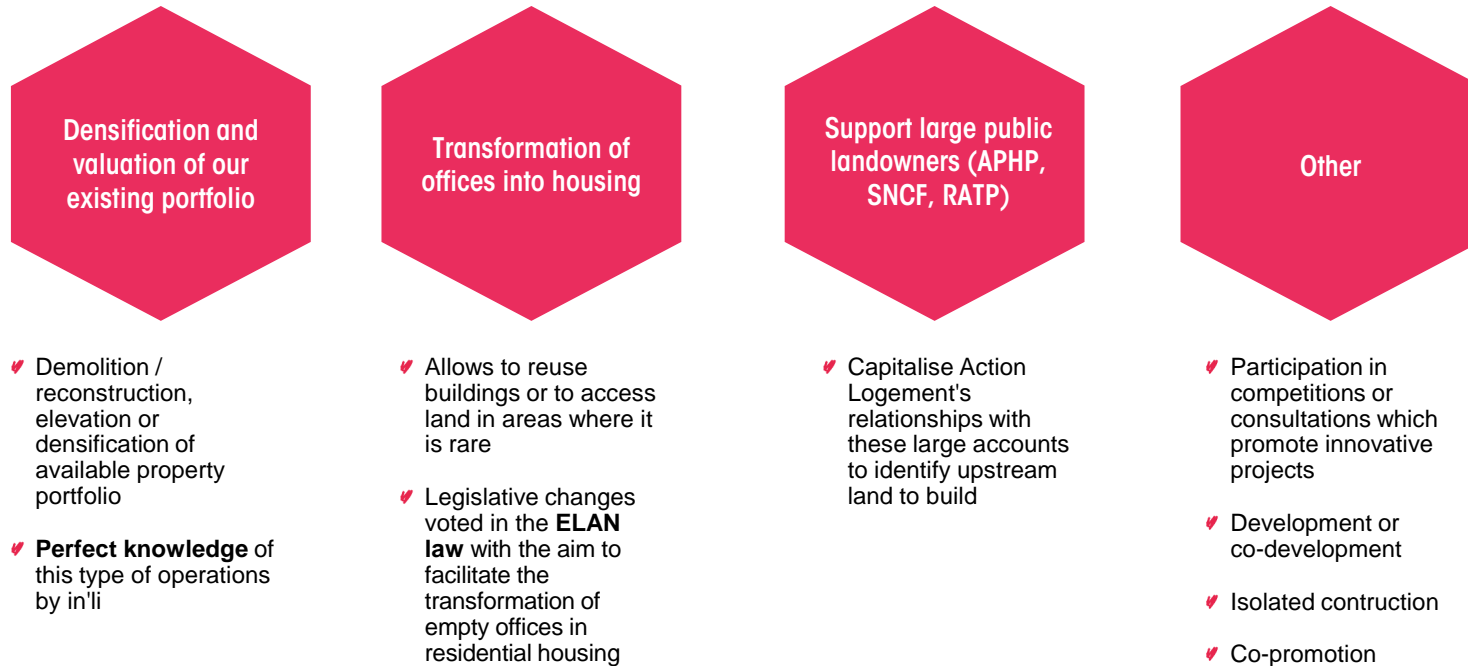 Densification and
valuation of our
existing portfolio
Demolition /
reconstruction,
elevation or
densification of
available property
portfolio
Perfect knowledge of
this type of operations
by in'li
Transformation of
offices into housing
Allows to reuse
buildings or to access
land in areas where it
is rare
Legislative changes
voted in the ELAN
law with the aim to
facilitate the
transformation of
empty offices in
residential housing
Support large public
landowners (APHP,
SNCF, RATP)
Capitalise Action
Logement's
relationships with
these large accounts
to identify upstream
land to build
Other
Participation in
competitions or
consultations which
promote innovative
projects
Development or
co-development
Isolated contruction
Co-promotion